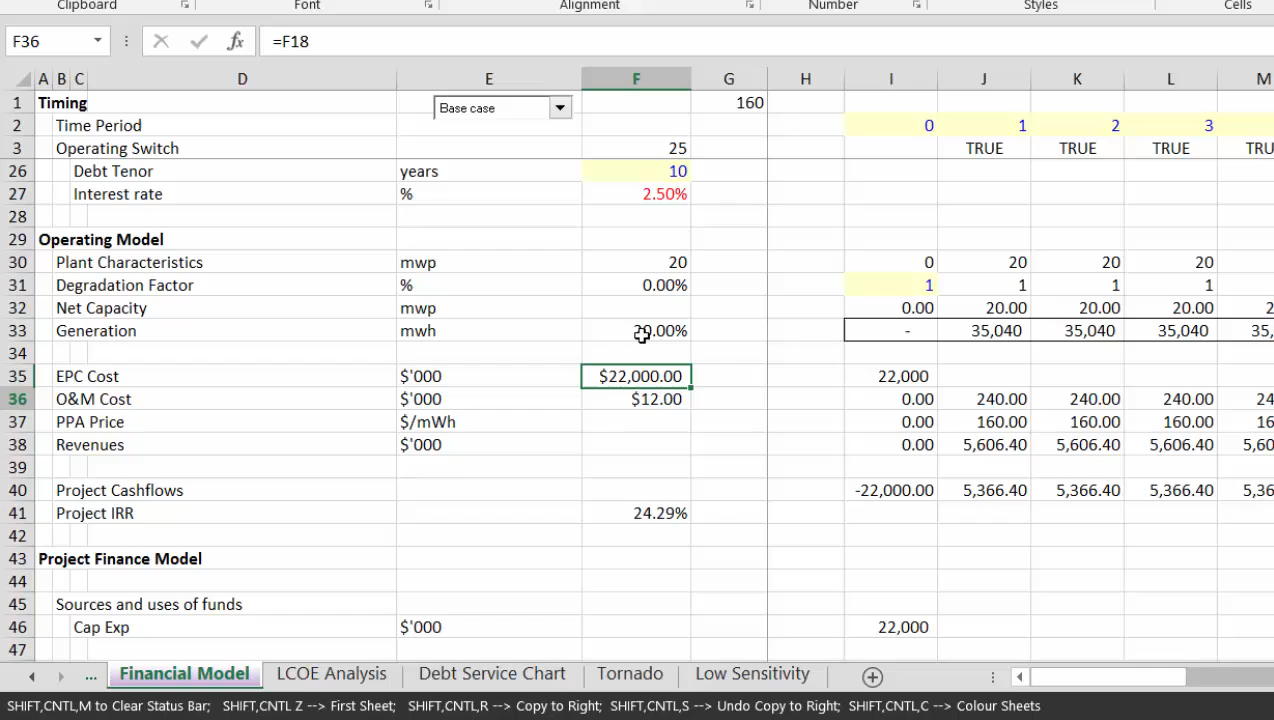 Clipboard Font Alignment Number Styles Cells
F36 fx =F18
A B C D E F G H I J K L M
1 Timing Base case 160
2 Time Period 0 1 2 3
3 Operating Switch 25 TRUE TRUE TRUE TRU
26 Debt Tenor years 10
27 Interest rate % 2.50%
28
29 Operating Model
30 Plant Characteristics mwp 20 0 20 20 20
31 Degradation Factor % 0.00% 1 1 1 1
32 Net Capacity mwp 0.00 20.00 20.00 20.00 2
33 Generation mwh - 35,040 35,040 35,040 35,
34
35 EPC Cost $'000 $22,000.00 22,000
36 O&M Cost $'000 $12.00 0.00 240.00 240.00 240.00 24
37 PPA Price $/mWh 0.00 160.00 160.00 160.00 16
38 Revenues $'000 0.00 5,606.40 5,606.40 5,606.40 5,60
39
40 Project Cashflows -22,000.00 5,366.40 5,366.40 5,366.40 5,36
41 Project IRR 24.29%
42
43 Project Finance Model
44
45 Sources and uses of funds
46 Cap Exp $'000 22,000
47
... Financial Model LCOE Analysis Debt Service Chart Tornado Low Sensitivity
SHIFT,CNTL,M to Clear Status Bar; SHIFT,CNTL Z --> First Sheet; SHIFT,CNTL,R --> Copy to Right; SHIFT,CNTL,S --> Undo Copy to Right; SHIFT,CNTL,C --> Colour Sheets